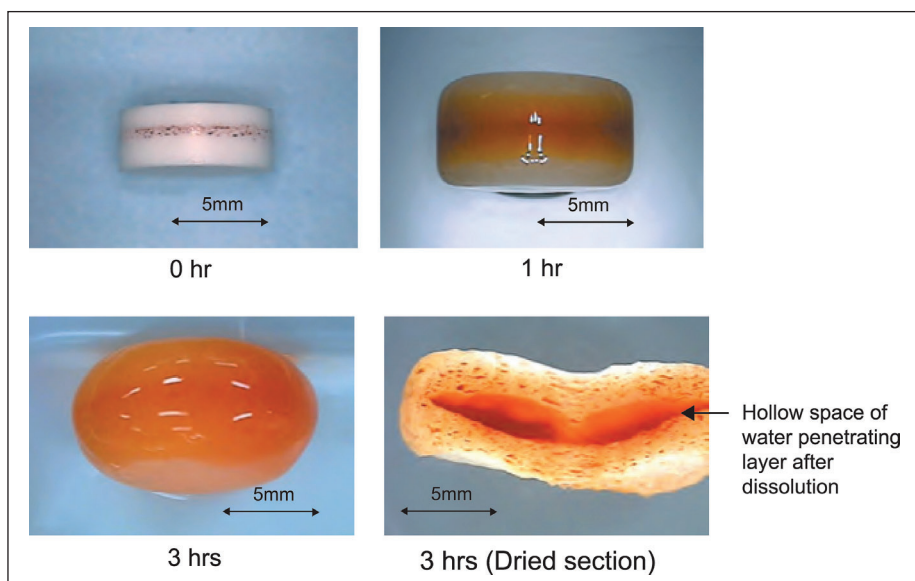 5mm
0 hr
5mm
1 hr
5mm
3 hrs
5mm
3 hrs (Dried section)
Hollow space of
water penetrating
layer after
dissolution